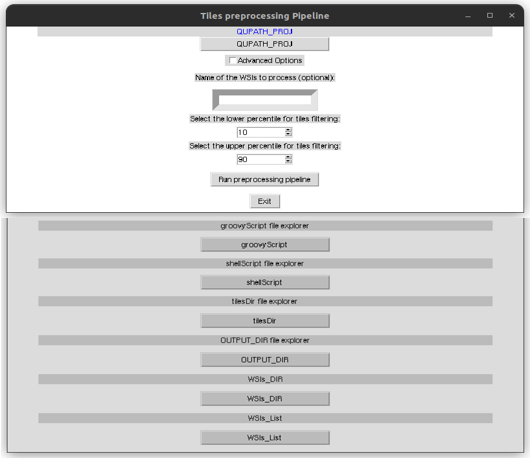 Tiles preprocessing Pipeline
QUPATH_PROJ
QUPATH_PROJ
Advanced Options
Name of the WSIs to process (optional):
Select the lower percentile for tiles filtering:
10
Select the upper percentile for tiles filtering:
90
Run preprocessing pipeline
Exit
groovyScript file explorer
groovyScript
shellScript file explorer
shellScript
tilesDir file explorer
tilesDir
OUTPUT_DIR file explorer
OUTPUT_DIR
WSIs_DIR
WSIs_DIR
WSIs_List
WSIs_List